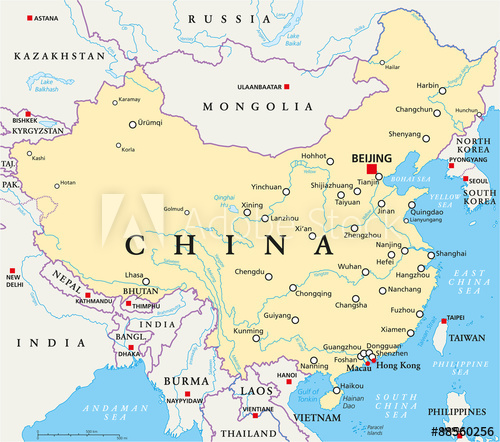 RUSSIA
ASTANA
KAZAKHSTAN
Lake
Baikal
Lake
Balkash
ULAANBAATAR
MONGOLIA
Hailar
Harbin
Changchun
Hunchun
Shenyang
Karamay
Ürümqi
BISHKEK
KYRGYZSTAN
Korla
Kashi
TAJ.
PAK.
Hotan
Hohhot
BEIJING
Tianjin
BOHAI SEA
NORTH
KOREA
PYONGYANG
SEOUL
SOUTH
KOREA
YELLOW
SEA
Yinchuan
Shijiazhuang
Taiyuan
Jinan
Qingdao
Lianyungang
Qinghai
Hu
Xining
Golmud
Lanzhou
Xi'an
Zhengzhou
Adobe Stock
CHINA
Nanjing
Hefei
Shanghai
Wuhan
Hangzhou
Chengdu
Chongqing
Nanchang
Changsha
EAST
CHINA
SEA
Lhasa
NEW
DELHI
NEPAL
KATHMANDU
BHUTAN
THIMPHU
INDIA
INDIA
BANGL.
DHAKA
Guiyang
Fuzhou
Xiamen
TAIPEI
TAIWAN
Kunming
Guangzhou
Dongguan
Foshan
Shenzhen
Macau
Hong Kong
Nanning
PHILIPPINE
SEA
BURMA
NAYPYIDAW
LAOS
HANOI
Gulf of
Tonkin
Haikou
Hainan
VIENTIANE
VIETNAM
THAILAND
ANDAMAN
SEA
SOUTH
CHINA SEA
PHILIPPINES
88560256